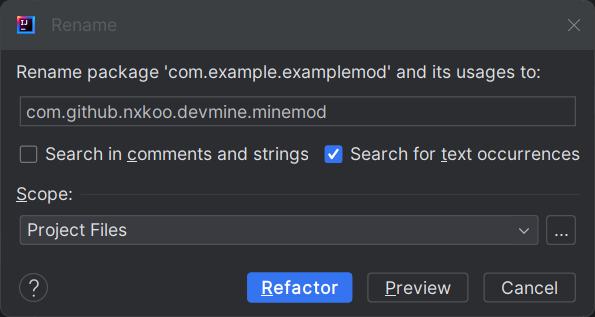 IJ
Rename
Rename package 'com.example.examplemod' and its usages to:
com.github.nxkoo.devmine.minemod
Search in comments and strings
Search for text occurrences
Scope:
Project Files
...
?
Refactor
Preview
Cancel